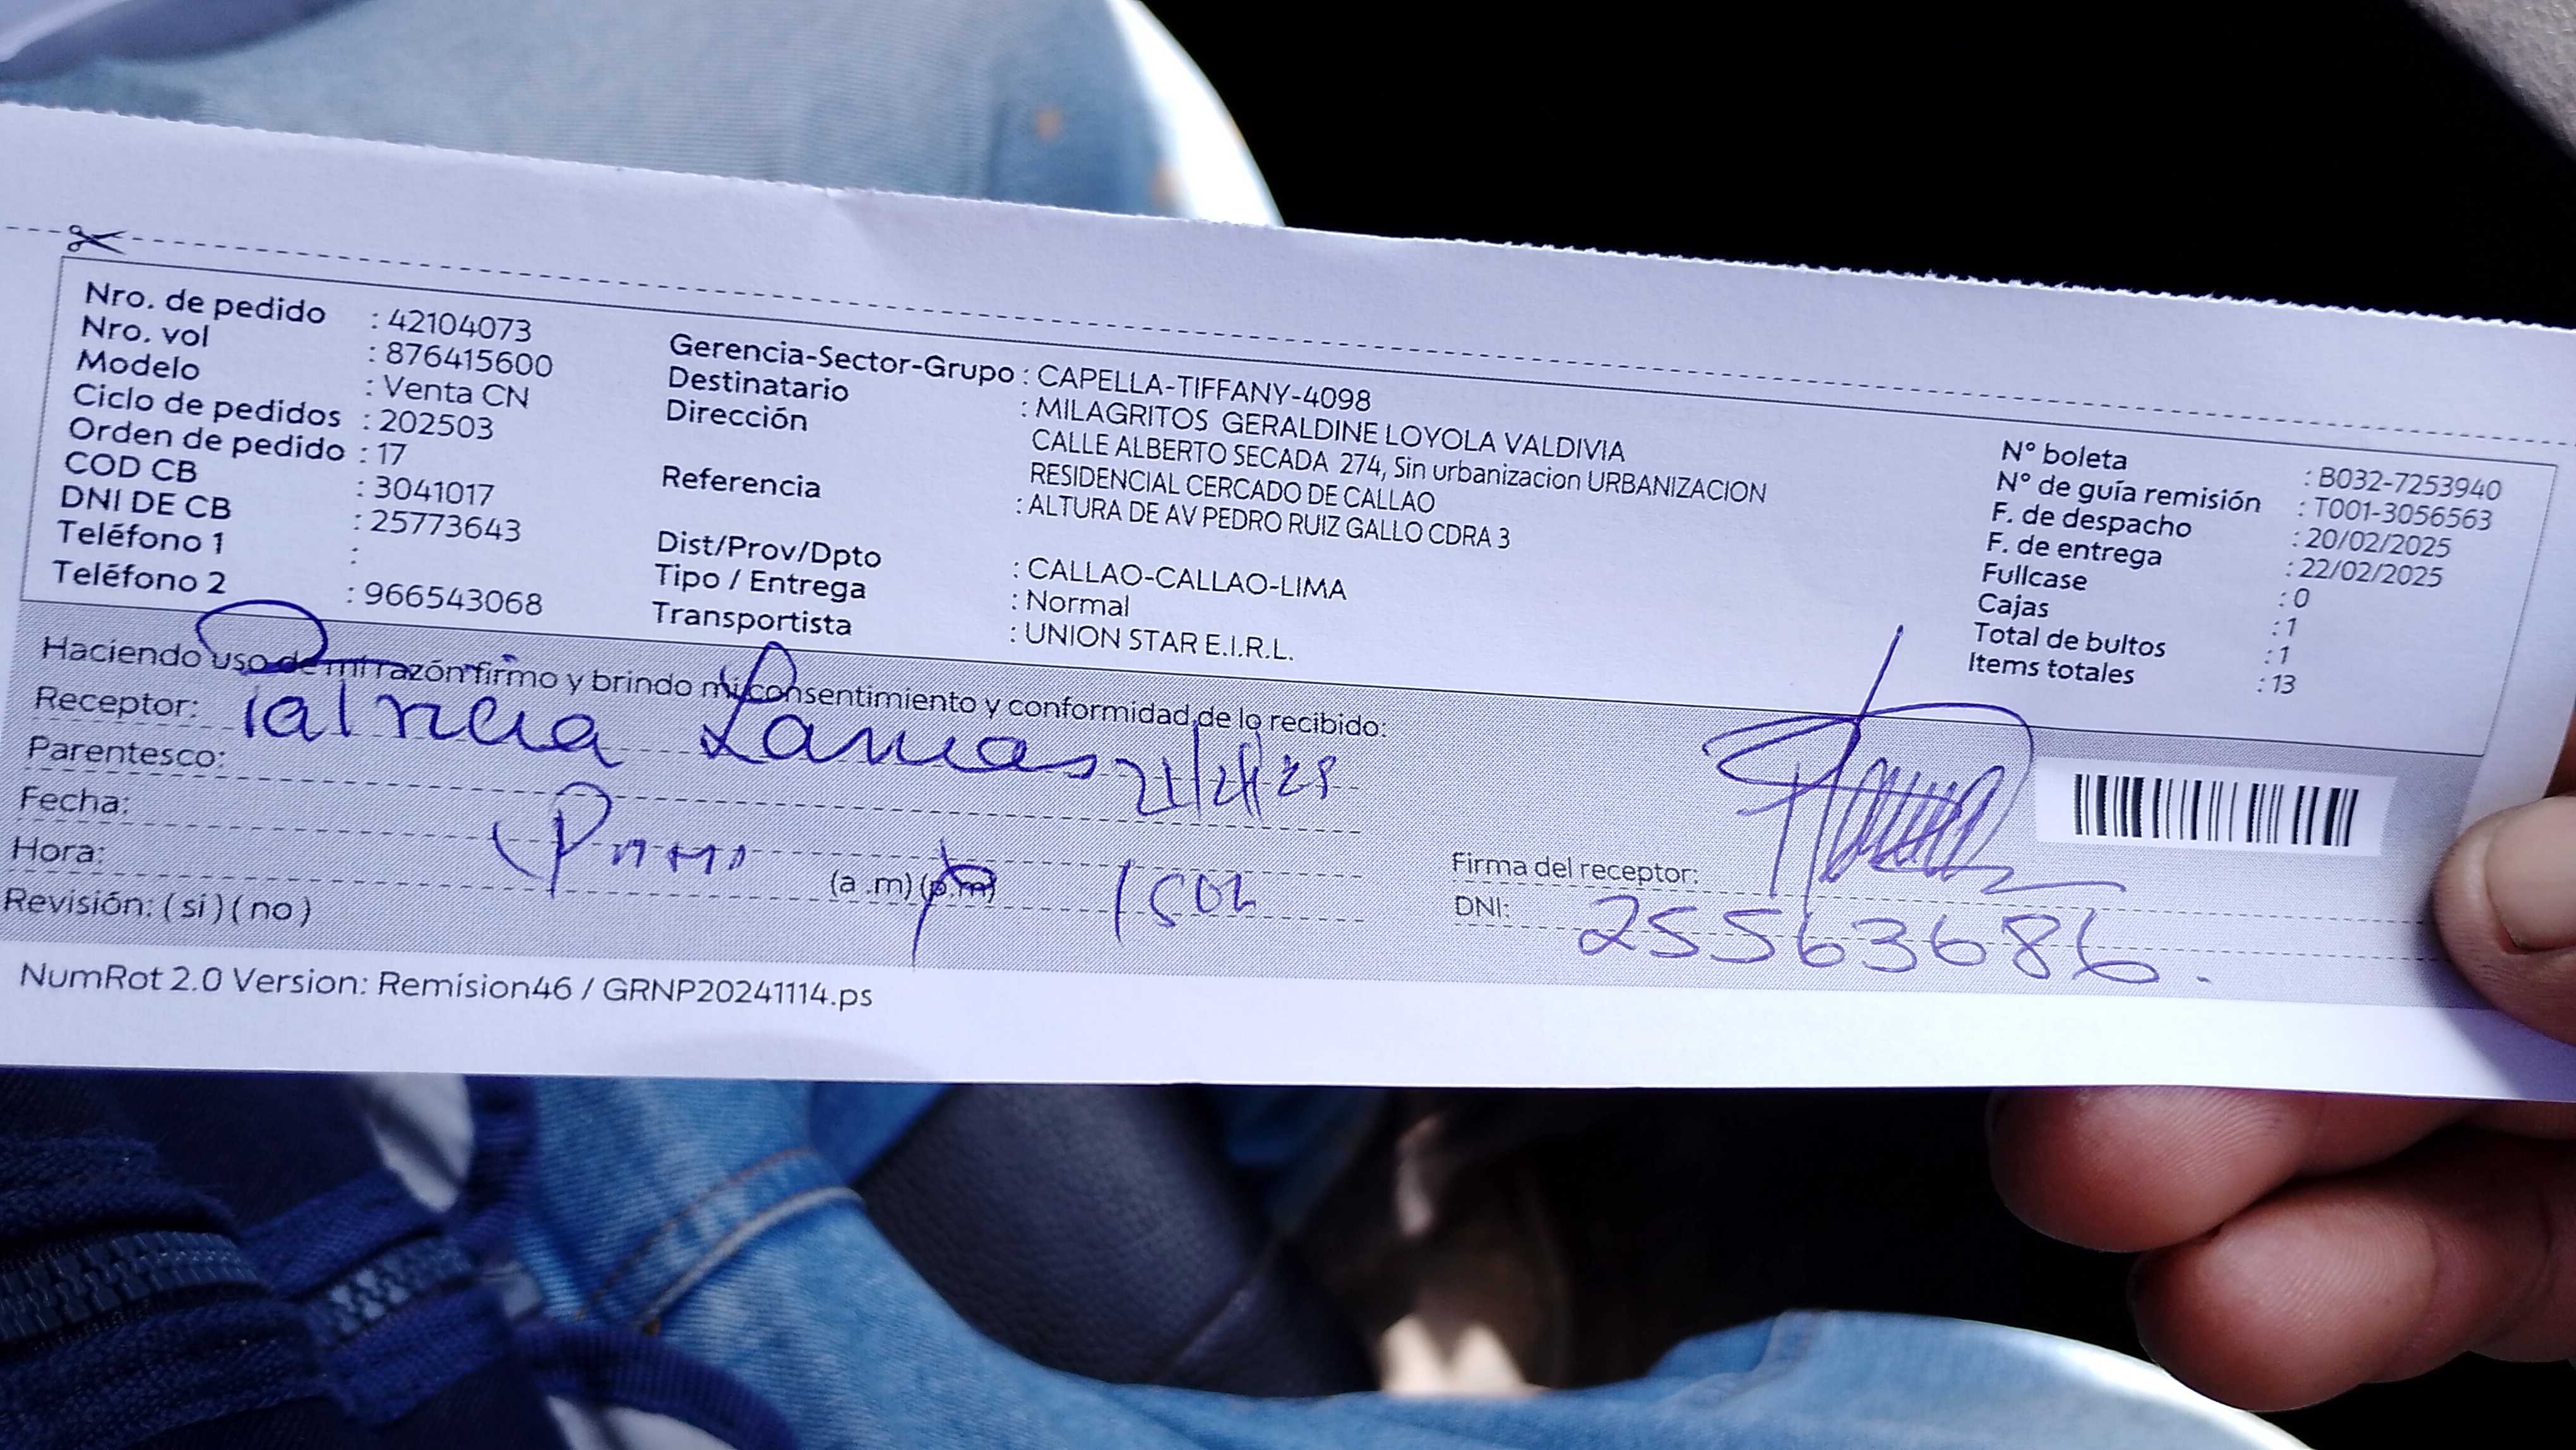 Nro. de pedido : 42104073
Nro. vol : 876415600
Modelo : Venta CN
Ciclo de pedidos : 202503
Orden de pedido : 17
COD CB : 3041017
DNI DE CB : 25773643
Teléfono 1 :
Teléfono 2 : 966543068
Gerencia-Sector-Grupo : CAPELLA-TIFFANY-4098
Destinatario : MILAGRITOS GERALDINE LOYOLA VALDIVIA
Dirección CALLE ALBERTO SECADA 274, Sin urbanizacion URBANIZACION
RESIDENCIAL CERCADO DE CALLAO
Referencia : ALTURA DE AV PEDRO RUIZ GALLO CDRA 3
Dist/Prov/Dpto : CALLAO-CALLAO-LIMA
Tipo / Entrega : Normal
Transportista : UNION STAR E.I.R.L.
N° boleta : B032-7253940
N° de guía remisión : T001-3056563
F. de despacho : 20/02/2025
F. de entrega : 22/02/2025
Fullcase : 0
Cajas : 1
Total de bultos : 1
Items totales : 13
Haciendo uso de mi razón firmo y brindo mi consentimiento y conformidad de lo recibido:
Receptor: Patricia Lamas
Parentesco:
Fecha:
Hora: (a .m) (p.m)
Revisión: ( si ) ( no )
Firma del receptor:
DNI: 25563686.
NumRot 2.0 Version: Remision46 / GRNP20241114.ps